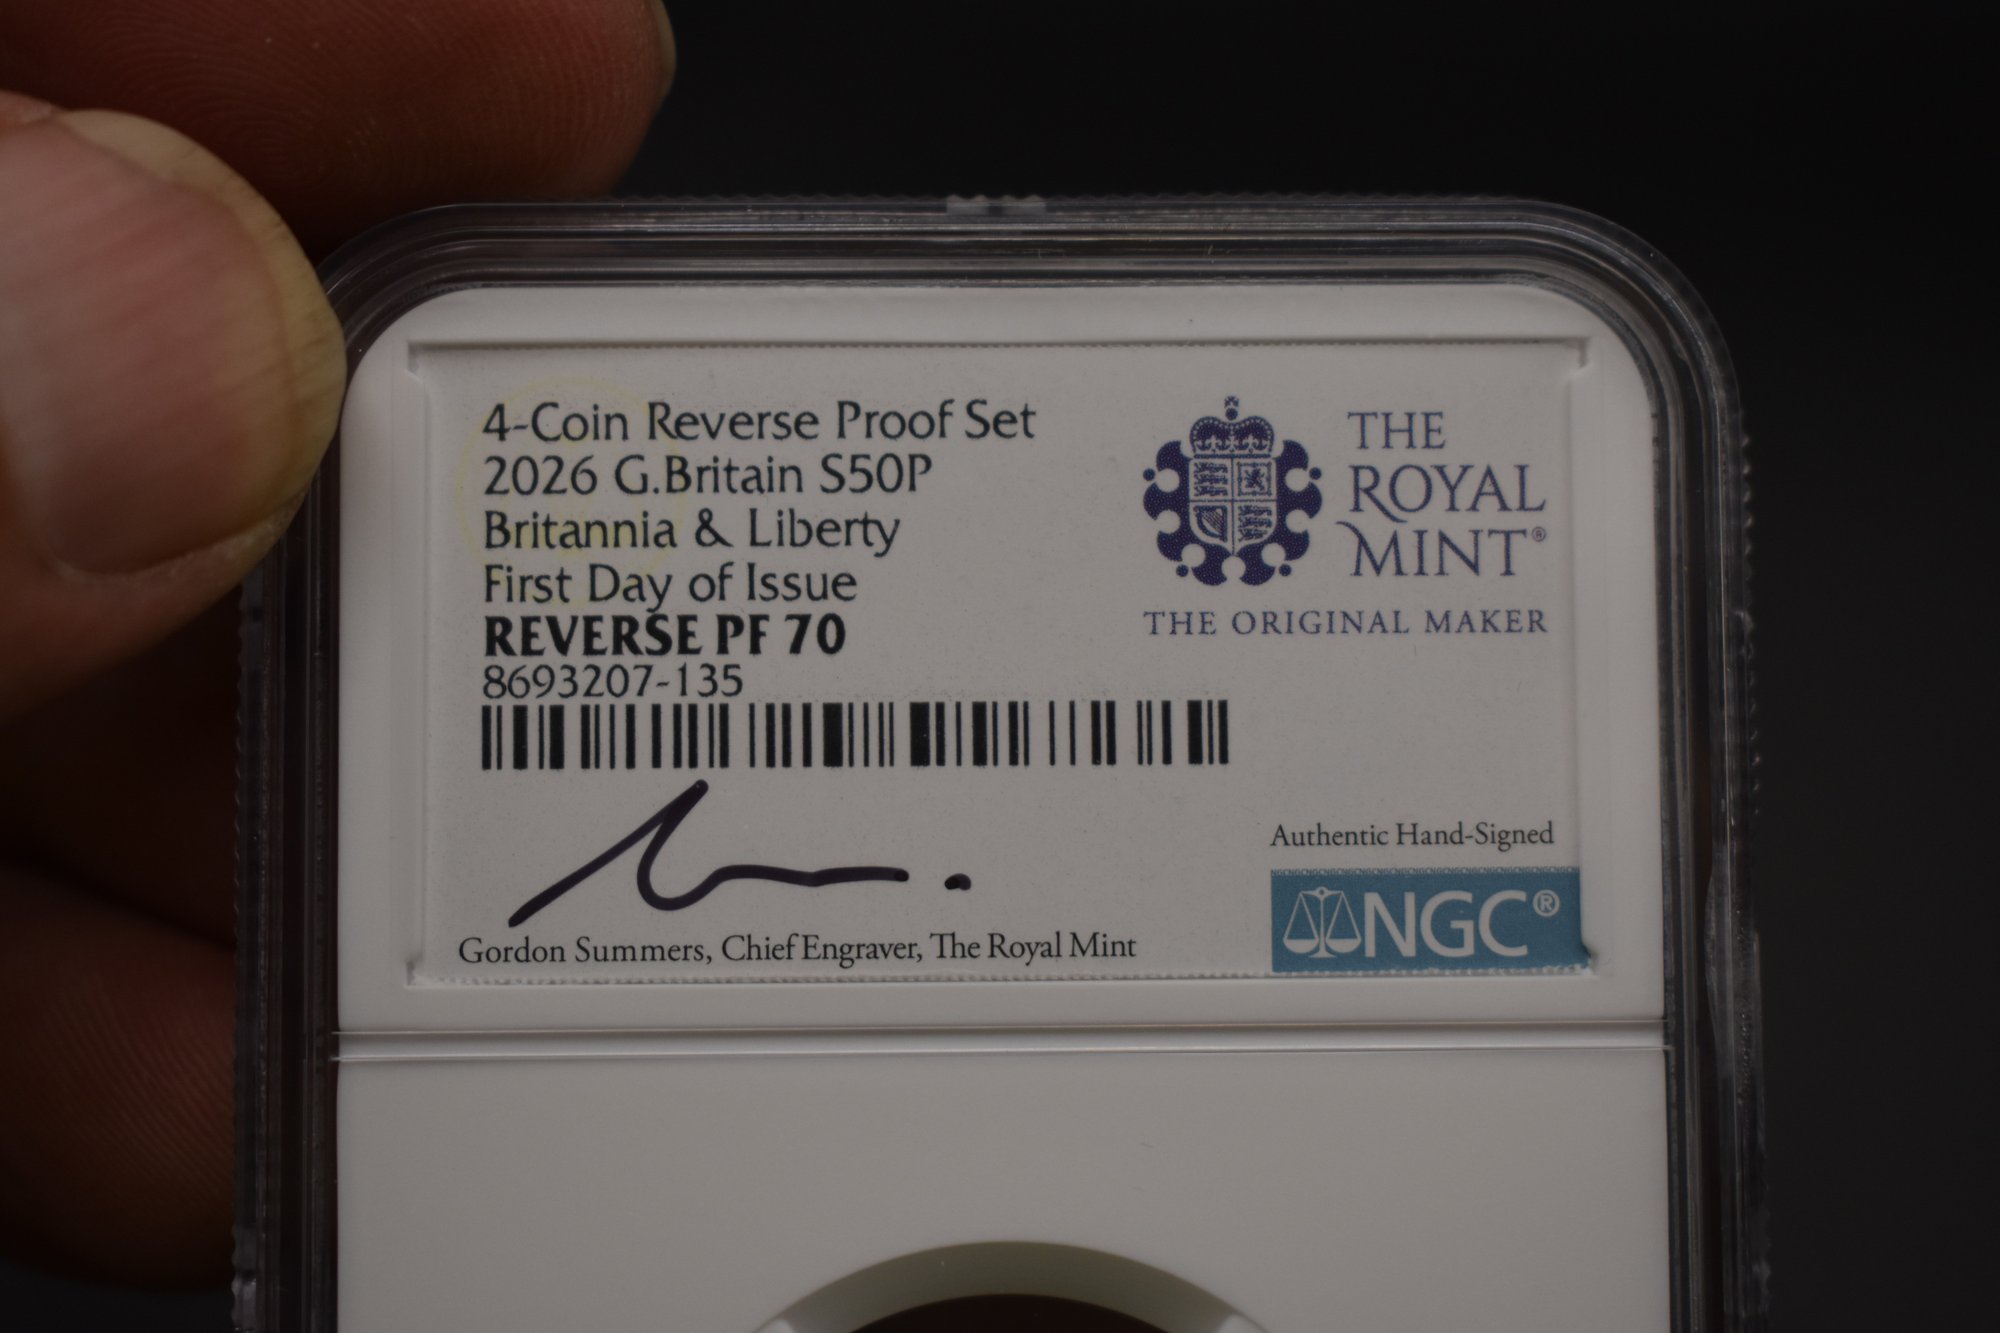 4-Coin Reverse Proof Set
2026 G.Britain S50P
Britannia & Liberty
First Day of Issue
REVERSE PF 70
8693207-135
THE
ROYAL
MINT®
THE ORIGINAL MAKER
Authentic Hand-Signed
NGC®
Gordon Summers, Chief Engraver, The Royal Mint